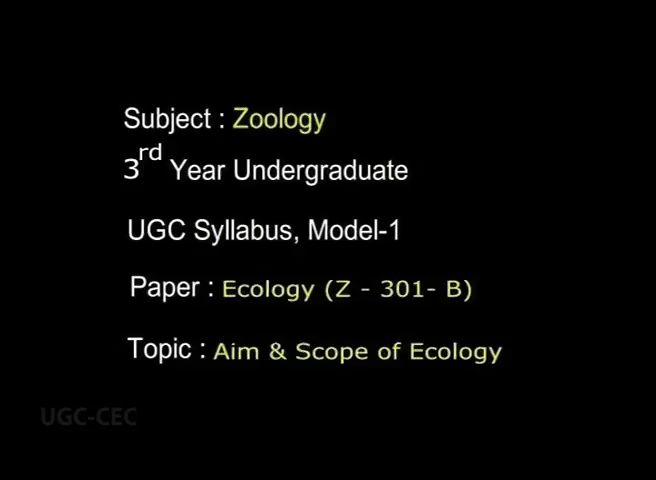 Subject : Zoology
3rd Year Undergraduate
UGC Syllabus, Model-1
Paper : Ecology (Z - 301- B)
Topic : Aim & Scope of Ecology
UGC-CEC